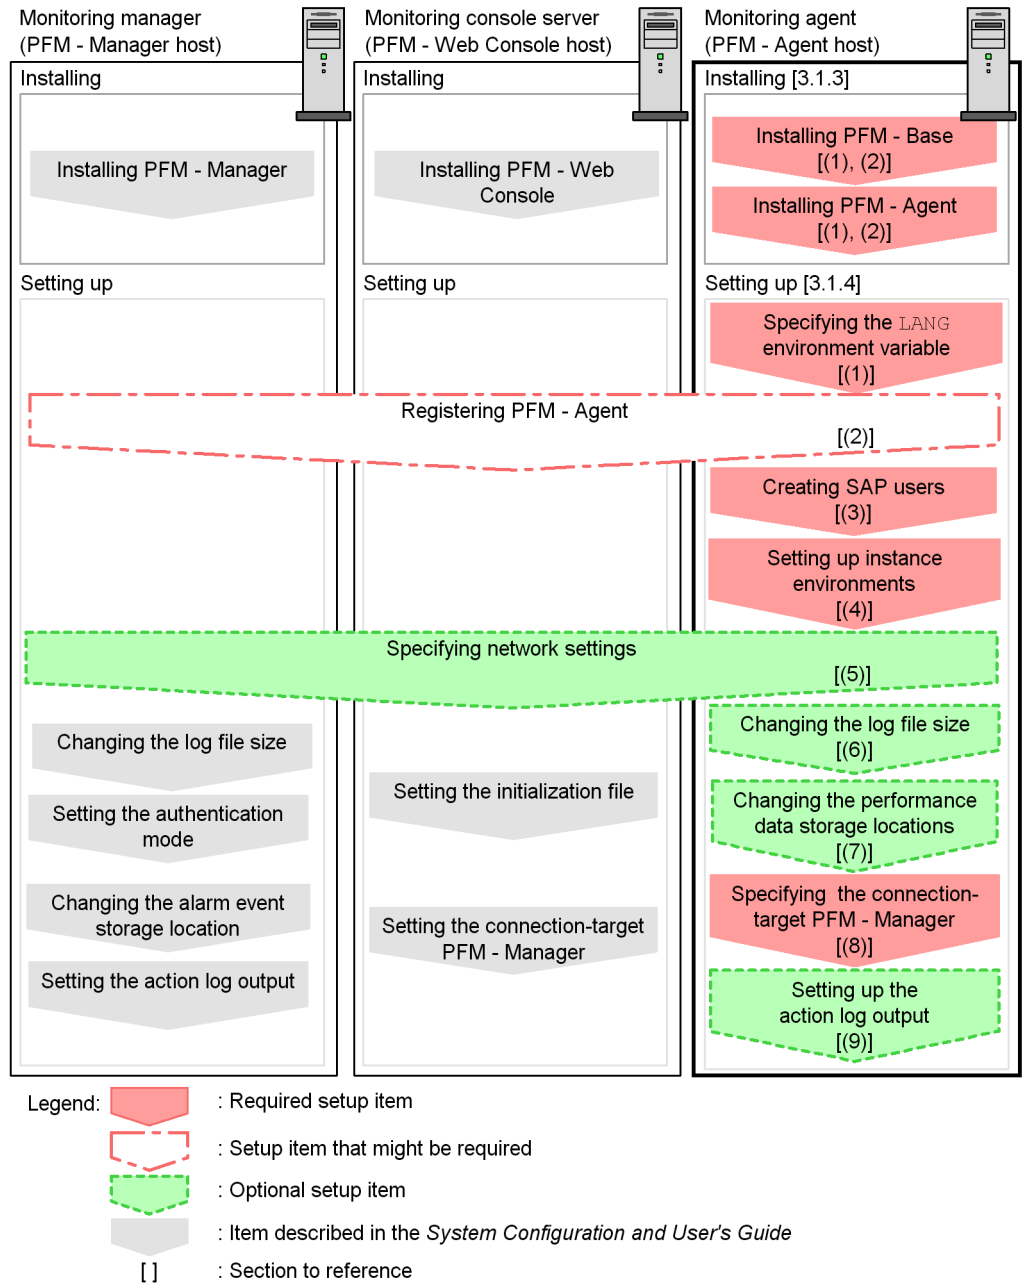 Monitoring manager
(PFM - Manager host)
Installing
Installing PFM - Manager
Setting up
Monitoring console server
(PFM - Web Console host)
Installing
Installing PFM - Web
Console
Setting up
Monitoring agent
(PFM - Agent host)
Installing [3.1.3]
Installing PFM - Base
[(1), (2)]
Installing PFM - Agent
[(1), (2)]
Setting up [3.1.4]
Specifying the LANG
environment variable
[(1)]
Registering PFM - Agent
[(2)]
Creating SAP users
[(3)]
Setting up instance
environments
[(4)]
Specifying network settings
[(5)]
Changing the log file size
Setting the authentication
mode
Changing the alarm event
storage location
Setting the action log output
Setting the initialization file
Setting the connection-target
PFM - Manager
Changing the log file size
[(6)]
Changing the performance
data storage locations
[(7)]
Specifying the connection-
target PFM - Manager
[(8)]
Setting up the
action log output
[(9)]
Legend:
: Required setup item
: Setup item that might be required
: Optional setup item
: Item described in the System Configuration and User's Guide
[ ] : Section to reference